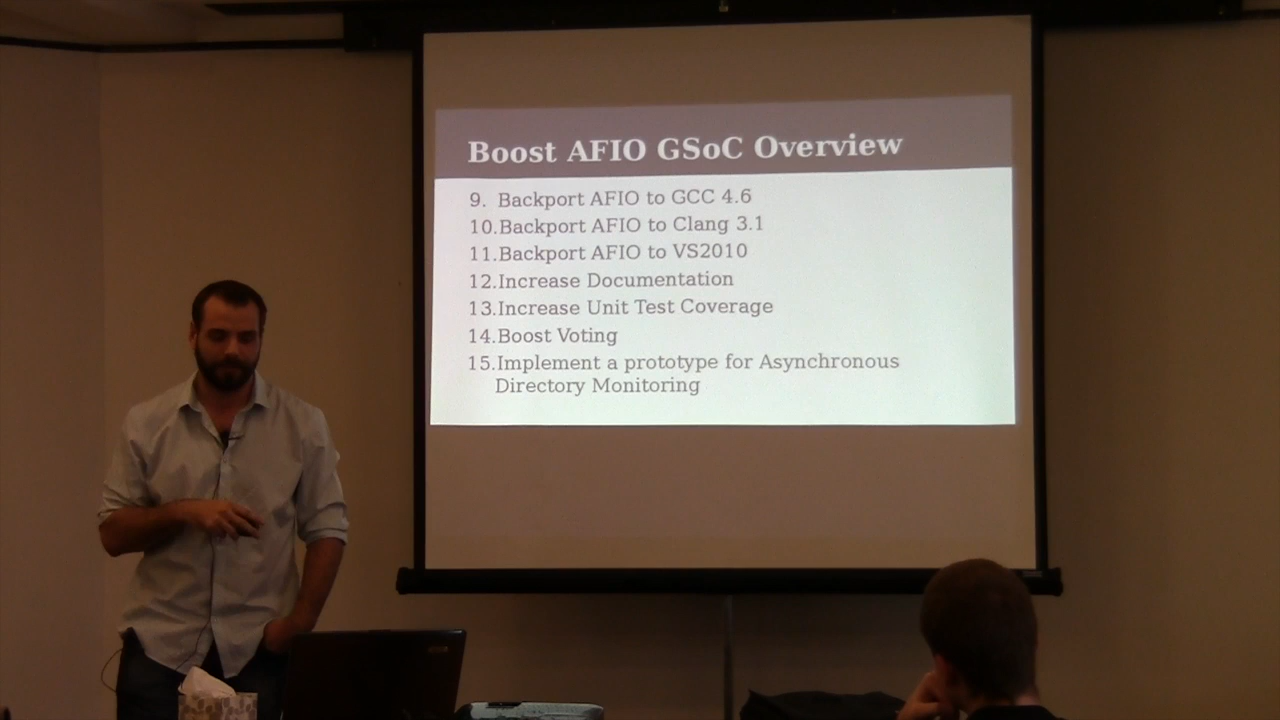 Boost AFIO GSoC Overview
9. Backport AFIO to GCC 4.6
10.Backport AFIO to Clang 3.1
11.Backport AFIO to VS2010
12.Increase Documentation
13.Increase Unit Test Coverage
14.Boost Voting
15.Implement a prototype for Asynchronous
Directory Monitoring